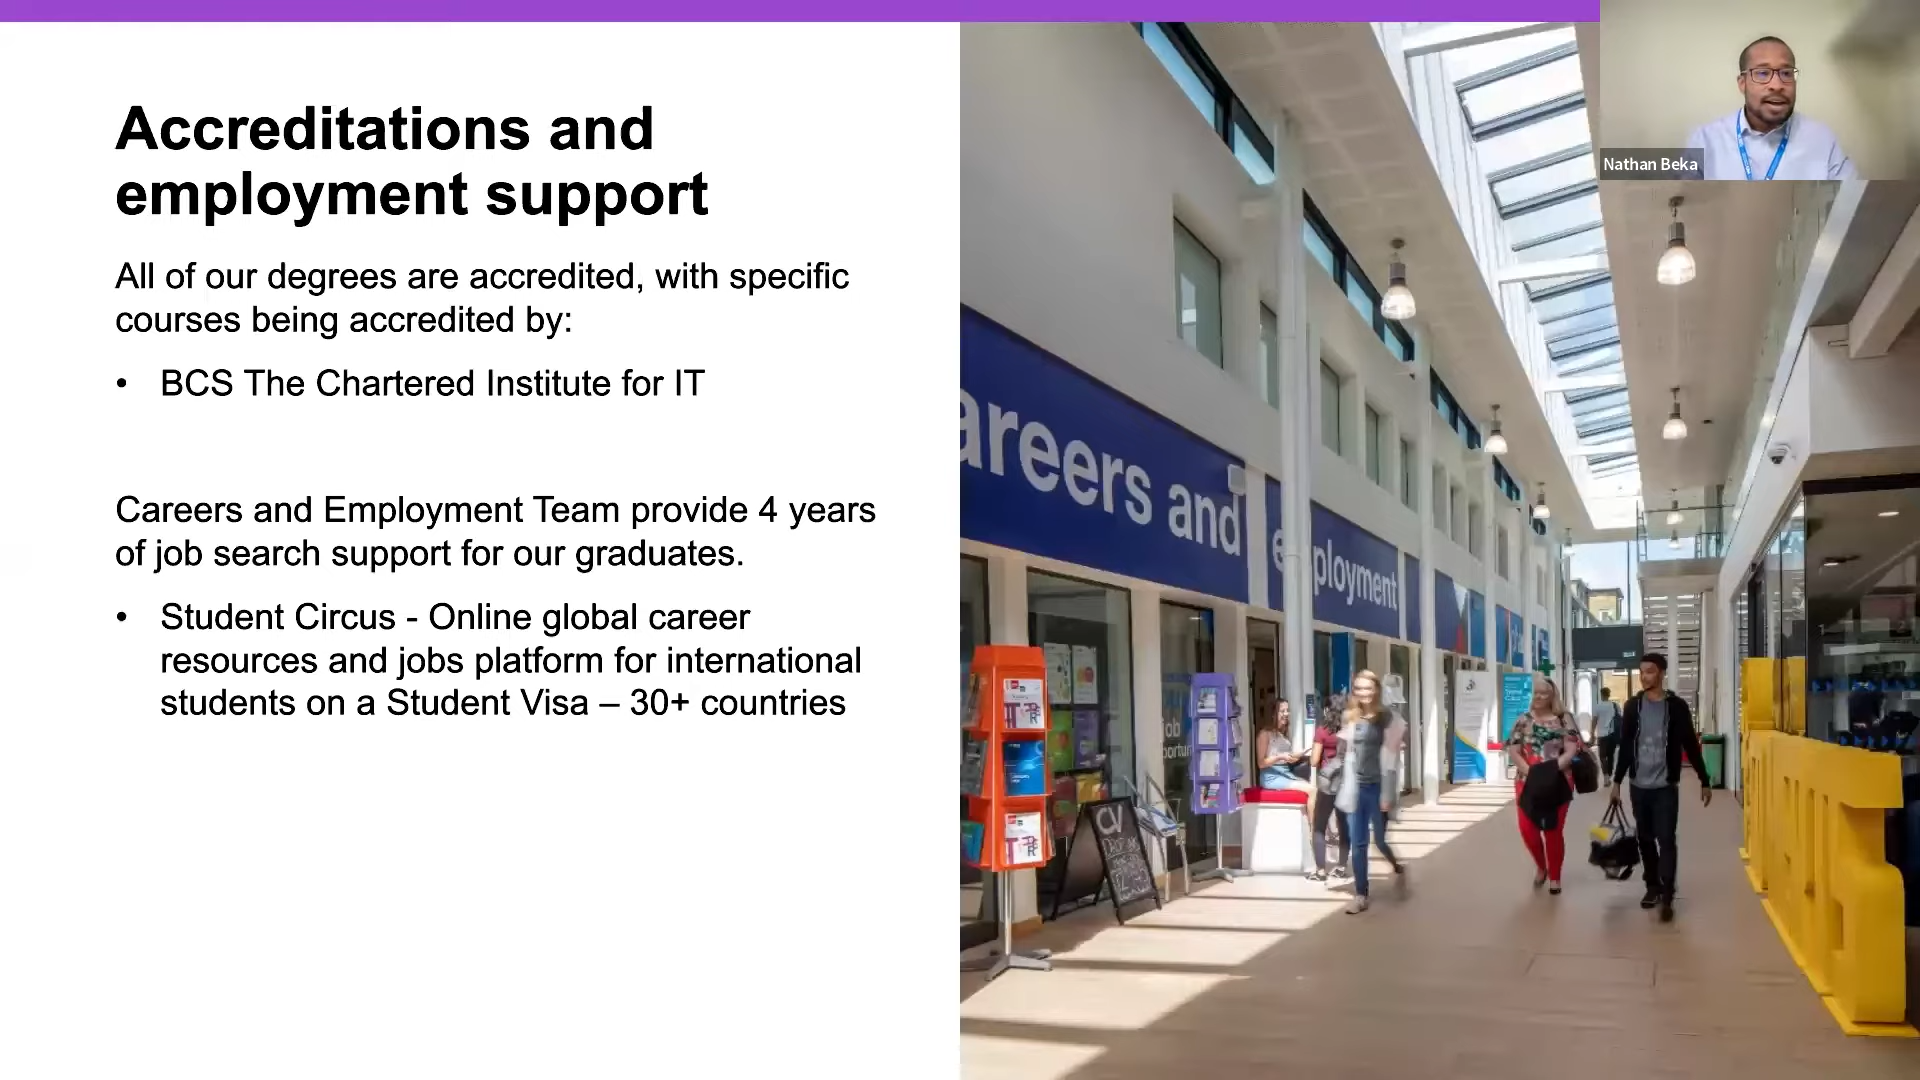 Accreditations and
employment support
All of our degrees are accredited, with specific
courses being accredited by:
• BCS The Chartered Institute for IT
Careers and Employment Team provide 4 years
of job search support for our graduates.
• Student Circus - Online global career
resources and jobs platform for international
students on a Student Visa – 30+ countries
Nathan Beka
areers and
employment
job
CV